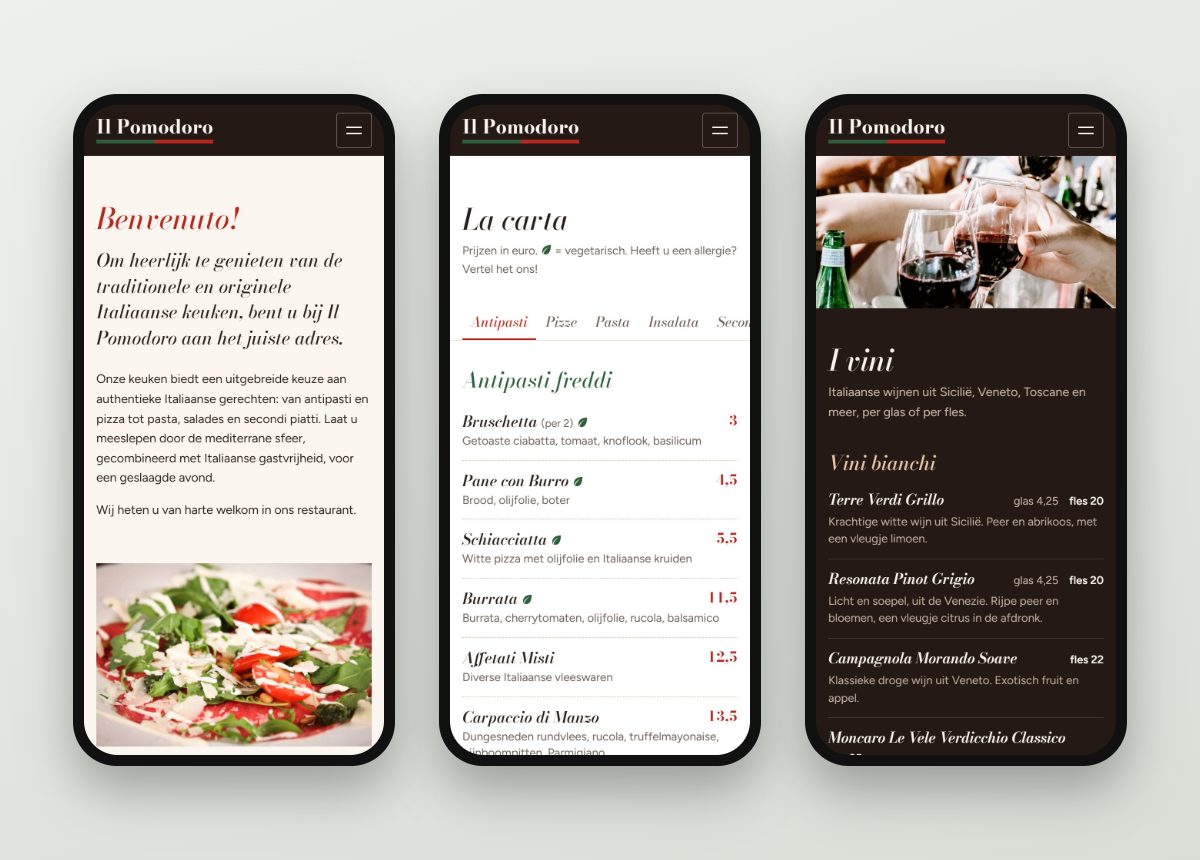 Il Pomodoro
Benvenuto!
Om heerlijk te genieten van de
traditionele en originele
Italiaanse keuken, bent u bij Il
Pomodoro aan het juiste adres.
Onze keuken biedt een uitgebreide keuze aan
authentieke Italiaanse gerechten: van antipasti en
pizza tot pasta, salades en secondi piatti. Laat u
meeslepen door de mediterrane sfeer,
gecombineerd met Italiaanse gastvrijheid, voor
een geslaagde avond.
Wij heten u van harte welkom in ons restaurant.
Il Pomodoro
La carta
Prijzen in euro. = vegetarisch. Heeft u een allergie?
Vertel het ons!
Antipasti Pizze Pasta Insalata Secon
Antipasti freddi
Bruschetta (per 2) 3
Getoaste ciabatta, tomaat, knoflook, basilicum
Pane con Burro 4,5
Brood, olijfolie, boter
Schiacciatta 5,5
Witte pizza met olijfolie en Italiaanse kruiden
Burrata 11,5
Burrata, cherrytomaten, olijfolie, rucola, balsamico
Affetati Misti 12,5
Diverse Italiaanse vleeswaren
Carpaccio di Manzo 13,5
Dungesneden rundvlees, rucola, truffelmayonaise,
pijnboompitten, Parmigiano
Il Pomodoro
I vini
Italiaanse wijnen uit Sicilië, Veneto, Toscane en
meer, per glas of per fles.
Vini bianchi
Terre Verdi Grillo glas 4,25 fles 20
Krachtige witte wijn uit Sicilië. Peer en abrikoos, met
een vleugje limoen.
Resonata Pinot Grigio glas 4,25 fles 20
Licht en soepel, uit de Venezie. Rijpe peer en
bloemen, een vleugje citrus in de afdronk.
Campagnola Morando Soave fles 22
Klassieke droge wijn uit Veneto. Exotisch fruit en
appel.
Moncaro Le Vele Verdicchio Classico